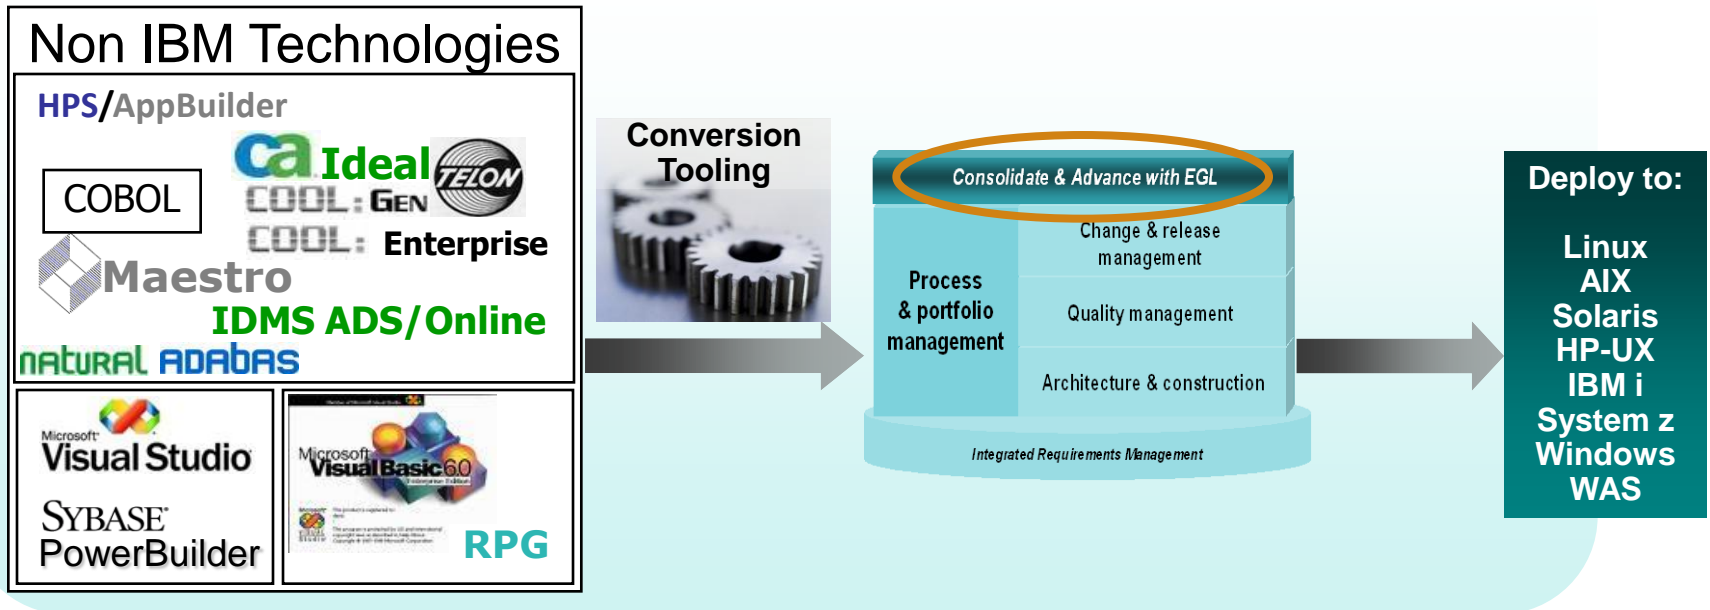 Non IBM Technologies
HPS/AppBuilder
ca Ideal
TELON
COBOL
COOL: GEN
COOL: Enterprise
Maestro
IDMS ADS/Online
natural ADABAS
Microsoft
Visual Studio
SYBASE
PowerBuilder
Microsoft
Visual Basic 6.0
Enterprise Edition
RPG
Conversion
Tooling
Consolidate & Advance with EGL
Process
& portfolio
management
Change & release
management
Quality management
Architecture & construction
Integrated Requirements Management
Deploy to:
Linux
AIX
Solaris
HP-UX
IBM i
System z
Windows
WAS